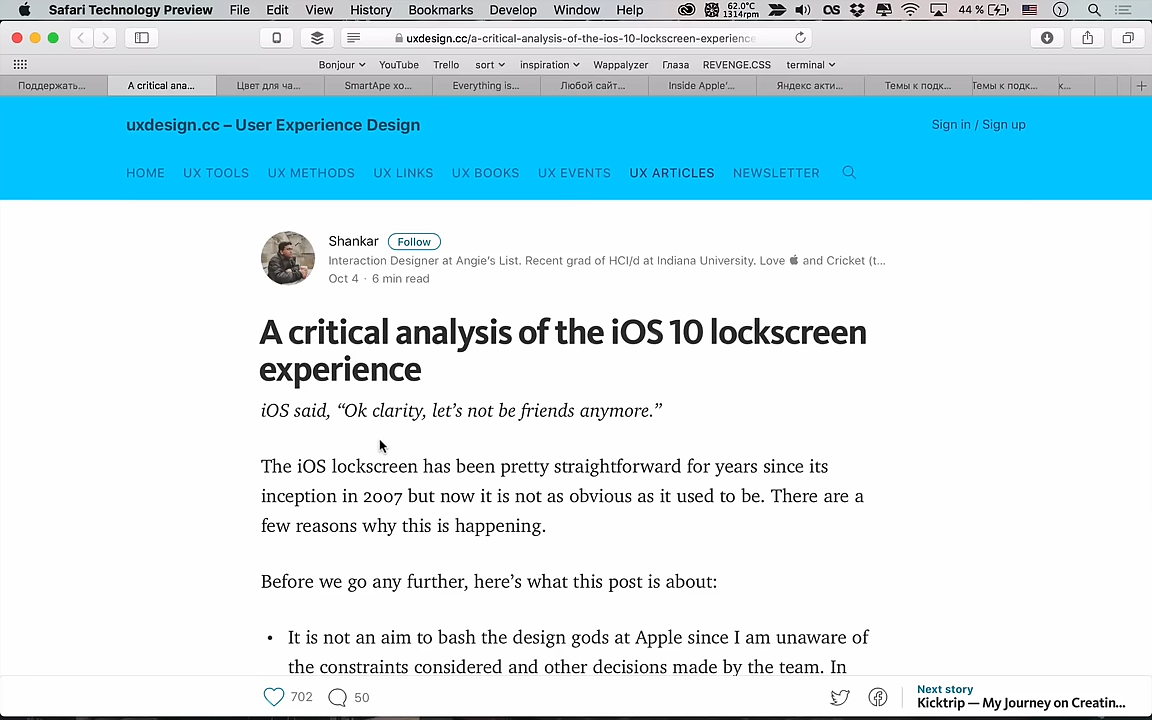 Safari Technology Preview File Edit View History Bookmarks Develop Window Help 62.0°C 1314rpm 44 %
uxdesign.cc/a-critical-analysis-of-the-ios-10-lockscreen-experience
Bonjour YouTube Trello sort inspiration Wappalyzer Глаза REVENGE.CSS terminal
Поддержать... A critical ana... Цвет для ча... SmartApe хо... Everything is... Любой сайт... Inside Apple'... Яндекс акти... Темы к подк... Темы к подк... к...
uxdesign.cc – User Experience Design
Sign in / Sign up
HOME UX TOOLS UX METHODS UX LINKS UX BOOKS UX EVENTS UX ARTICLES NEWSLETTER
Shankar Follow
Interaction Designer at Angie's List. Recent grad of HCI/d at Indiana University. Love and Cricket (t...
Oct 4 · 6 min read
A critical analysis of the iOS 10 lockscreen
experience
iOS said, “Ok clarity, let’s not be friends anymore.”
The iOS lockscreen has been pretty straightforward for years since its
inception in 2007 but now it is not as obvious as it used to be. There are a
few reasons why this is happening.
Before we go any further, here’s what this post is about:
• It is not an aim to bash the design gods at Apple since I am unaware of
the constraints considered and other decisions made by the team. In
702 50
Next story
Kicktrip — My Journey on Creatin...